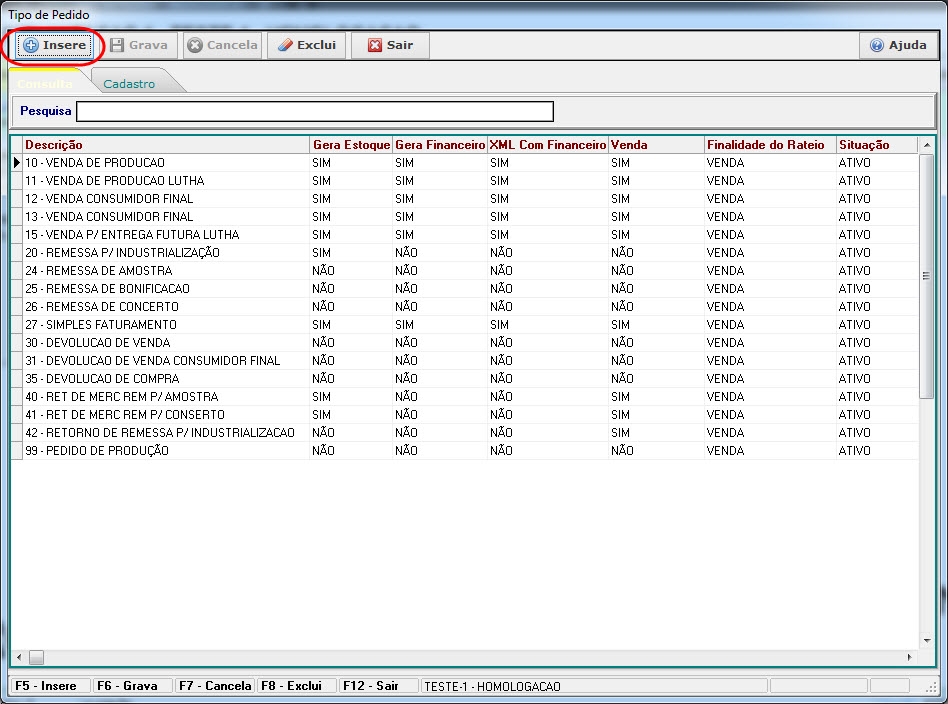 Tipo de Pedido
Insere Grava Cancela Exclui Sair Ajuda
Consulta Cadastro
Pesquisa
Descrição Gera Estoque Gera Financeiro XML Com Financeiro Venda Finalidade do Rateio Situação
10 - VENDA DE PRODUCAO SIM SIM SIM SIM VENDA ATIVO
11 - VENDA DE PRODUCAO LUTHA SIM SIM SIM SIM VENDA ATIVO
12 - VENDA CONSUMIDOR FINAL SIM SIM SIM SIM VENDA ATIVO
13 - VENDA CONSUMIDOR FINAL SIM SIM SIM SIM VENDA ATIVO
15 - VENDA P/ ENTREGA FUTURA LUTHA SIM SIM SIM SIM VENDA ATIVO
20 - REMESSA P/ INDUSTRIALIZAÇÃO SIM NÃO NÃO NÃO VENDA ATIVO
24 - REMESSA DE AMOSTRA NÃO NÃO NÃO NÃO VENDA ATIVO
25 - REMESSA DE BONIFICACAO NÃO NÃO NÃO NÃO VENDA ATIVO
26 - REMESSA DE CONCERTO NÃO NÃO NÃO NÃO VENDA ATIVO
27 - SIMPLES FATURAMENTO SIM SIM SIM SIM VENDA ATIVO
30 - DEVOLUCAO DE VENDA NÃO NÃO NÃO NÃO VENDA ATIVO
31 - DEVOLUCAO DE VENDA CONSUMIDOR FINAL NÃO NÃO NÃO NÃO VENDA ATIVO
35 - DEVOLUCAO DE COMPRA NÃO NÃO NÃO NÃO VENDA ATIVO
40 - RET DE MERC REM P/ AMOSTRA SIM NÃO NÃO SIM VENDA ATIVO
41 - RET DE MERC REM P/ CONSERTO SIM NÃO NÃO SIM VENDA ATIVO
42 - RETORNO DE REMESSA P/ INDUSTRIALIZACAO NÃO NÃO NÃO SIM VENDA ATIVO
99 - PEDIDO DE PRODUÇÃO NÃO NÃO NÃO NÃO VENDA ATIVO
F5 - Insere F6 - Grava F7 - Cancela F8 - Exclui F12 - Sair TESTE-1 - HOMOLOGACAO